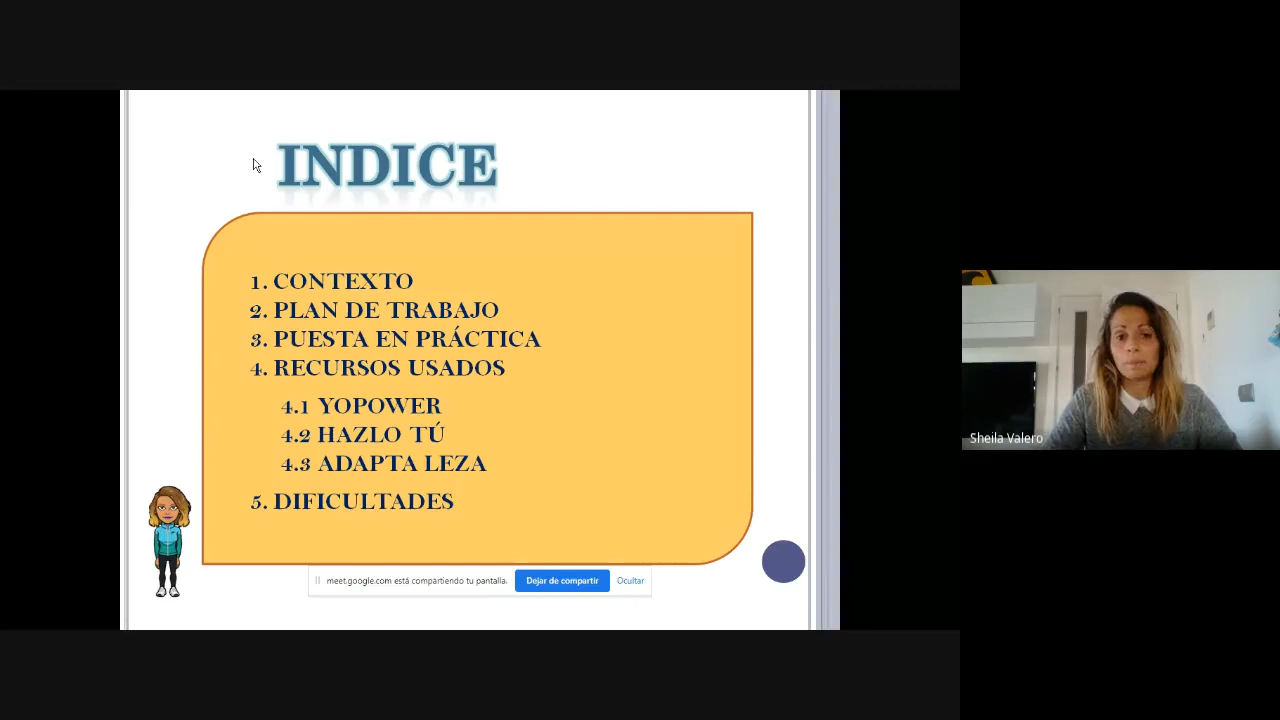 INDICE
1. CONTEXTO
2. PLAN DE TRABAJO
3. PUESTA EN PRÁCTICA
4. RECURSOS USADOS
4.1 YOPOWER
4.2 HAZLO TÚ
4.3 ADAPTA LEZA
5. DIFICULTADES
meet.google.com está compartiendo tu pantalla. Dejar de compartir Ocultar
Sheila Valero